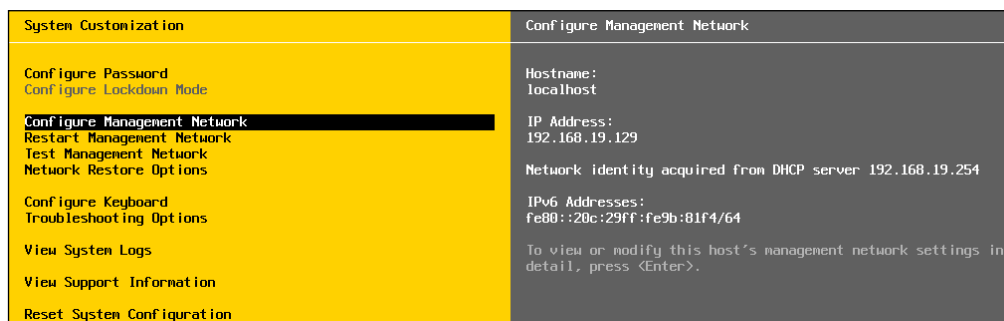 System Customization
Configure Password
Configure Lockdown Mode
Configure Management Network
Restart Management Network
Test Management Network
Network Restore Options
Configure Keyboard
Troubleshooting Options
View System Logs
View Support Information
Reset System Configuration
Configure Management Network
Hostname:
localhost
IP Address:
192.168.19.129
Network identity acquired from DHCP server 192.168.19.254
IPv6 Addresses:
fe80::20c:29ff:fe9b:81f4/64
To view or modify this host's management network settings in
detail, press <Enter>.